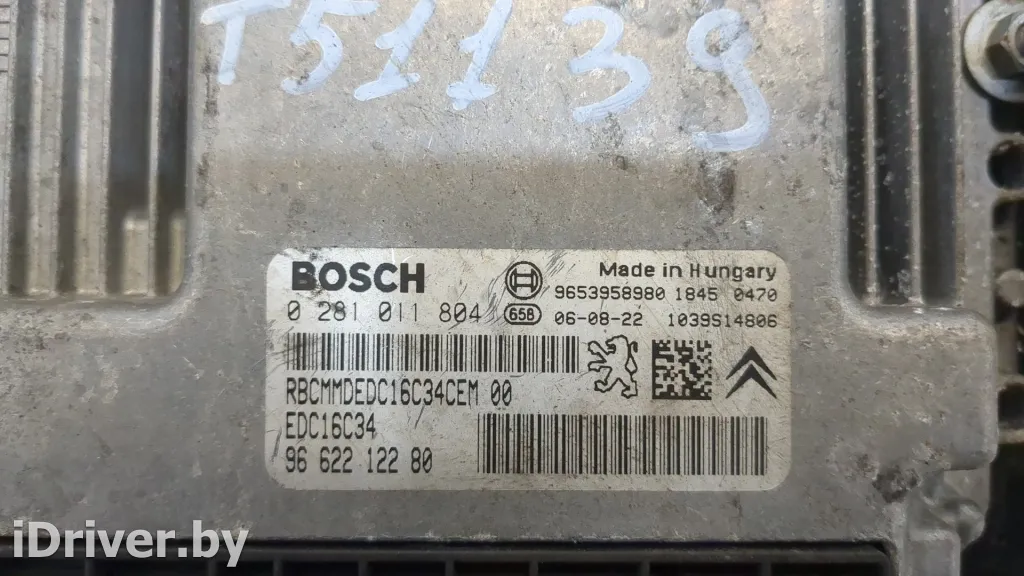 T51139
BOSCH
Made in Hungary
9653958980 1845 0470
0 281 011 804
658
06-08-22 1039S14806
RBCMMDEDC16C34CEM 00
EDC16C34
96 622 122 80
iDriver.by